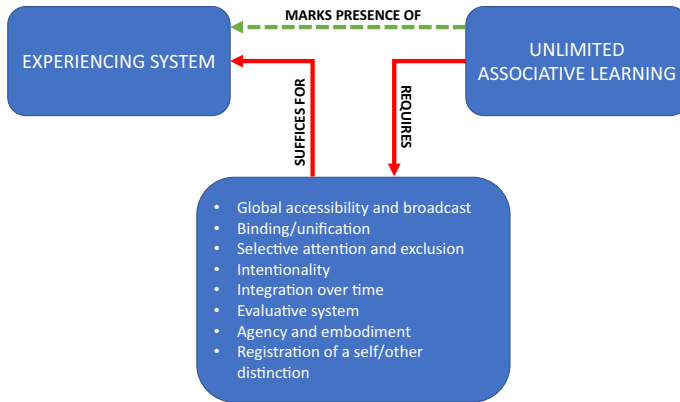 MARKS PRESENCE OF
EXPERIENCING SYSTEM
UNLIMITED
ASSOCIATIVE LEARNING
SUFFICES FOR
REQUIRES
• Global accessibility and broadcast
• Binding/unification
• Selective attention and exclusion
• Intentionality
• Integration over time
• Evaluative system
• Agency and embodiment
• Registration of a self/other
distinction